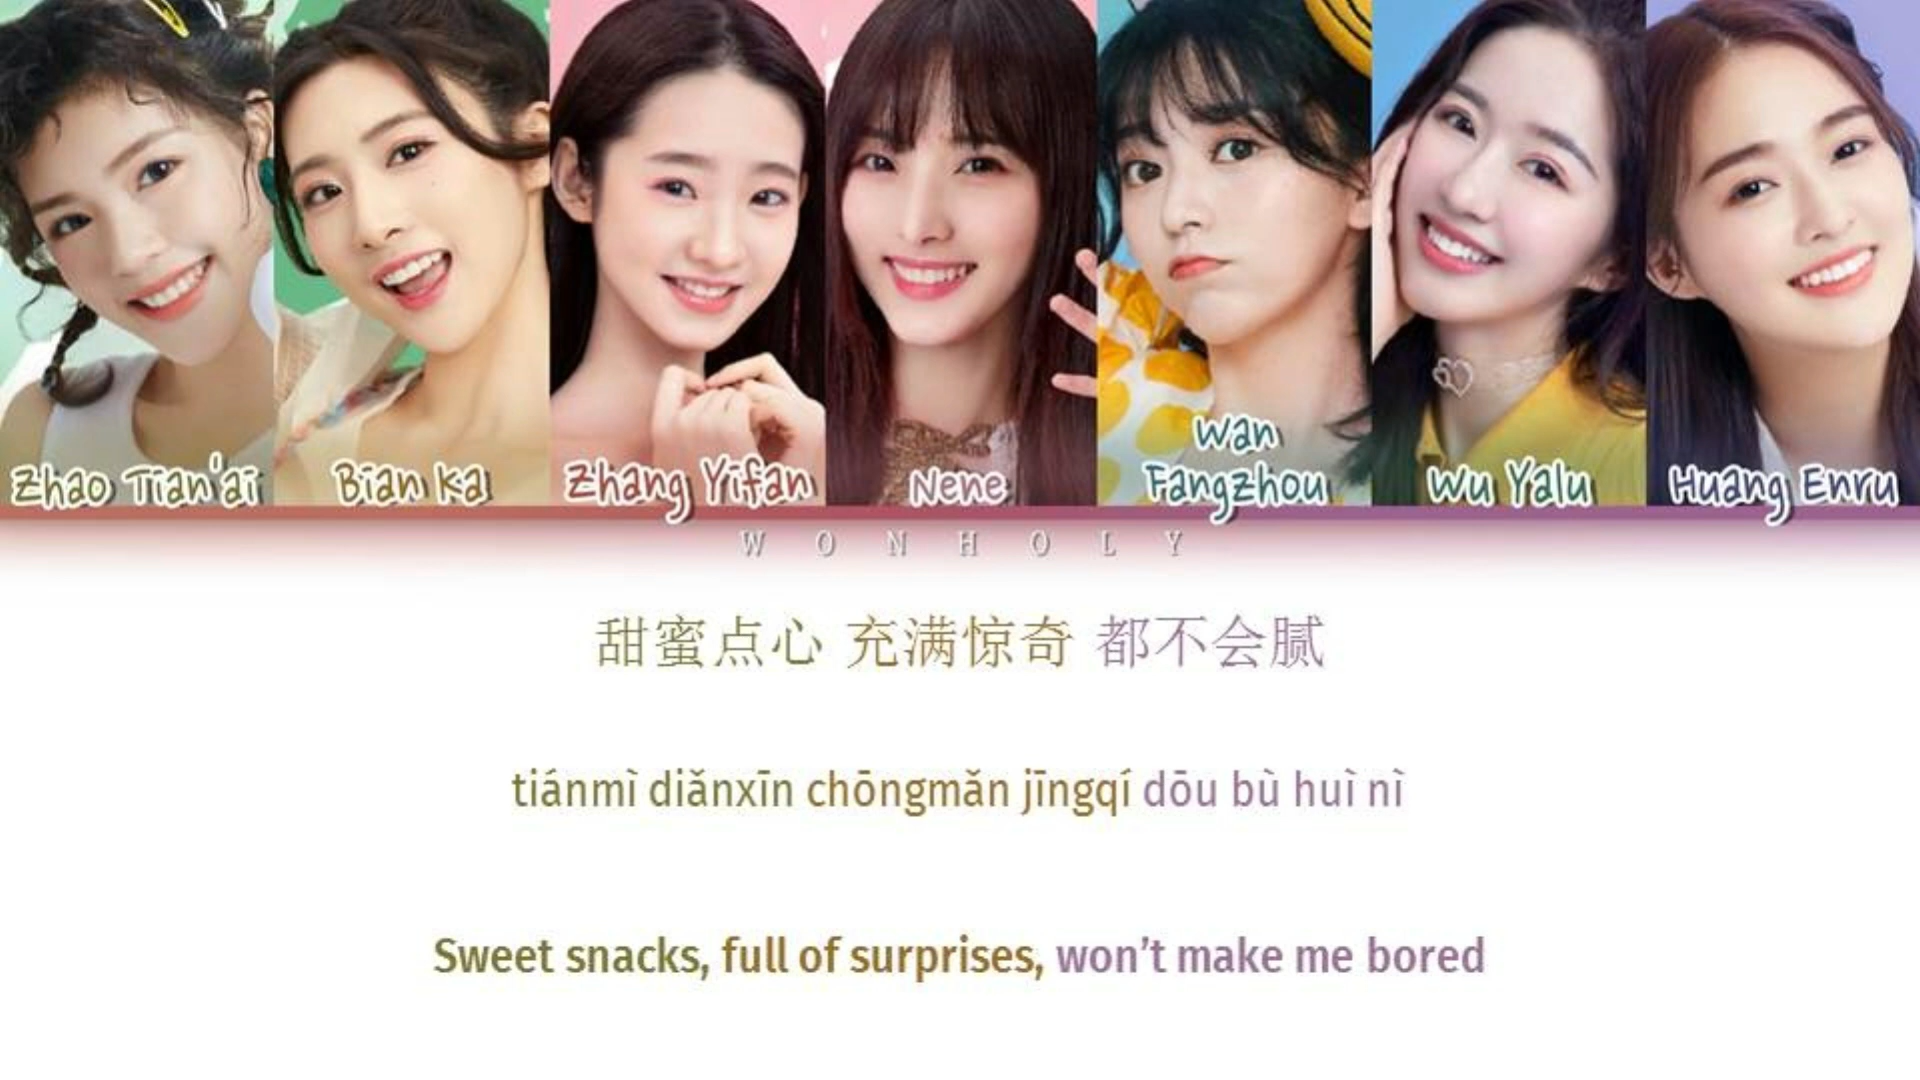 Zhao Tian'ai
Bian Ka
Zhang Yifan
Nene
Wan
Fangzhou
Wu Yalu
Huang Enru
WONHOLY
甜蜜点心 充满惊奇 都不会腻
tiánmì diǎnxīn chōngmǎn jīngqí dōu bù huì nì
Sweet snacks, full of surprises, won't make me bored